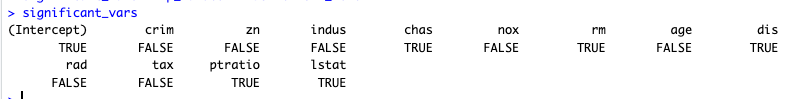 > significant_vars
(Intercept) crim zn indus chas nox rm age dis
TRUE FALSE FALSE FALSE TRUE FALSE TRUE FALSE TRUE
rad tax ptratio lstat
FALSE FALSE TRUE TRUE
>